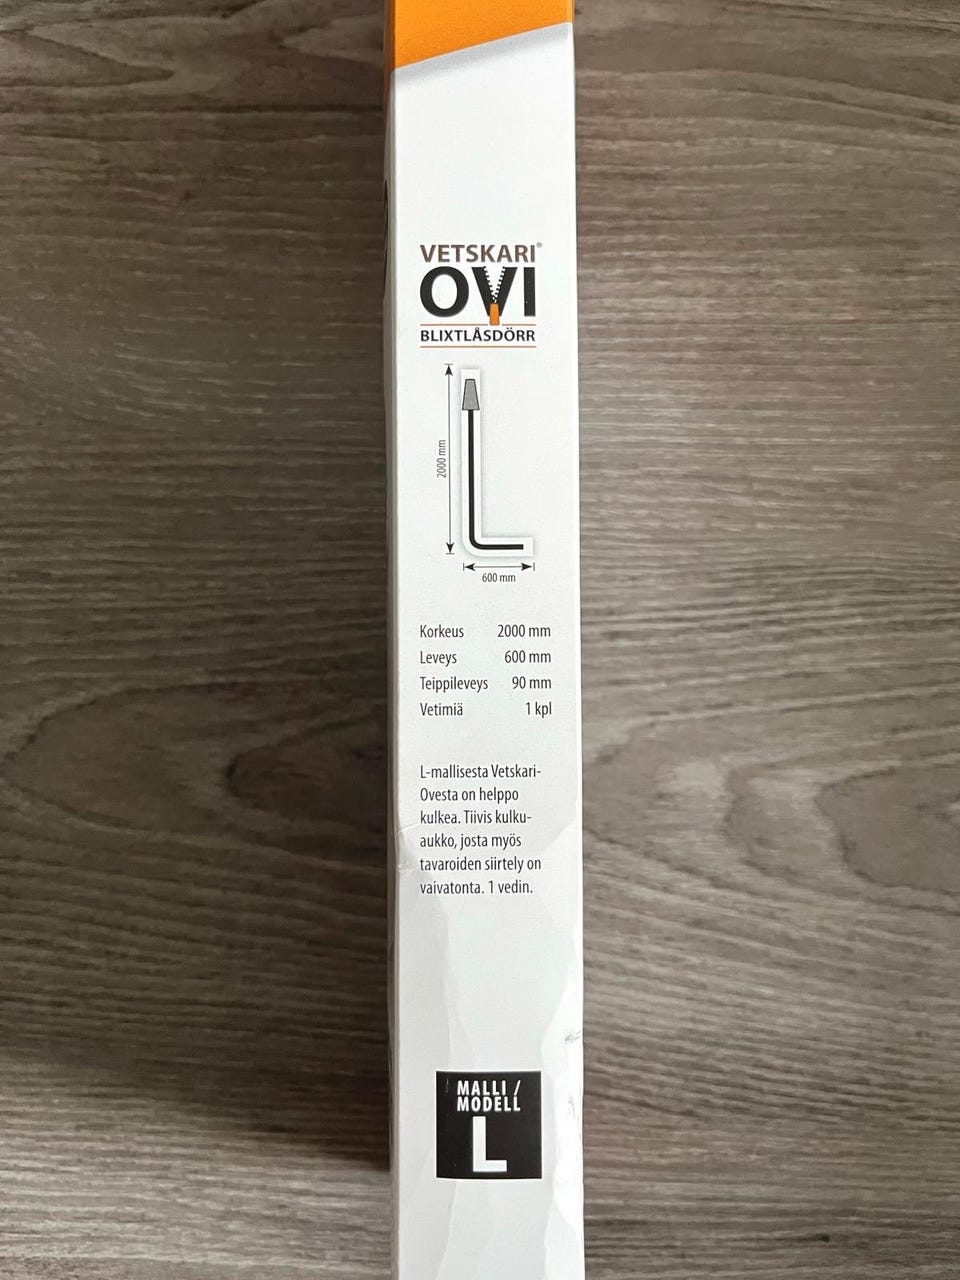 VETSKARI®
OVI
BLIXTLÅSDÖRR
2000 mm
600 mm
Korkeus 2000 mm
Leveys 600 mm
Teippileveys 90 mm
Vetimiä 1 kpl
L-mallisesta Vetskari-
Ovesta on helppo
kulkea. Tiivis kulku-
aukko, josta myös
tavaroiden siirtely on
vaivatonta. 1 vedin.
MALLI /
MODELL
L